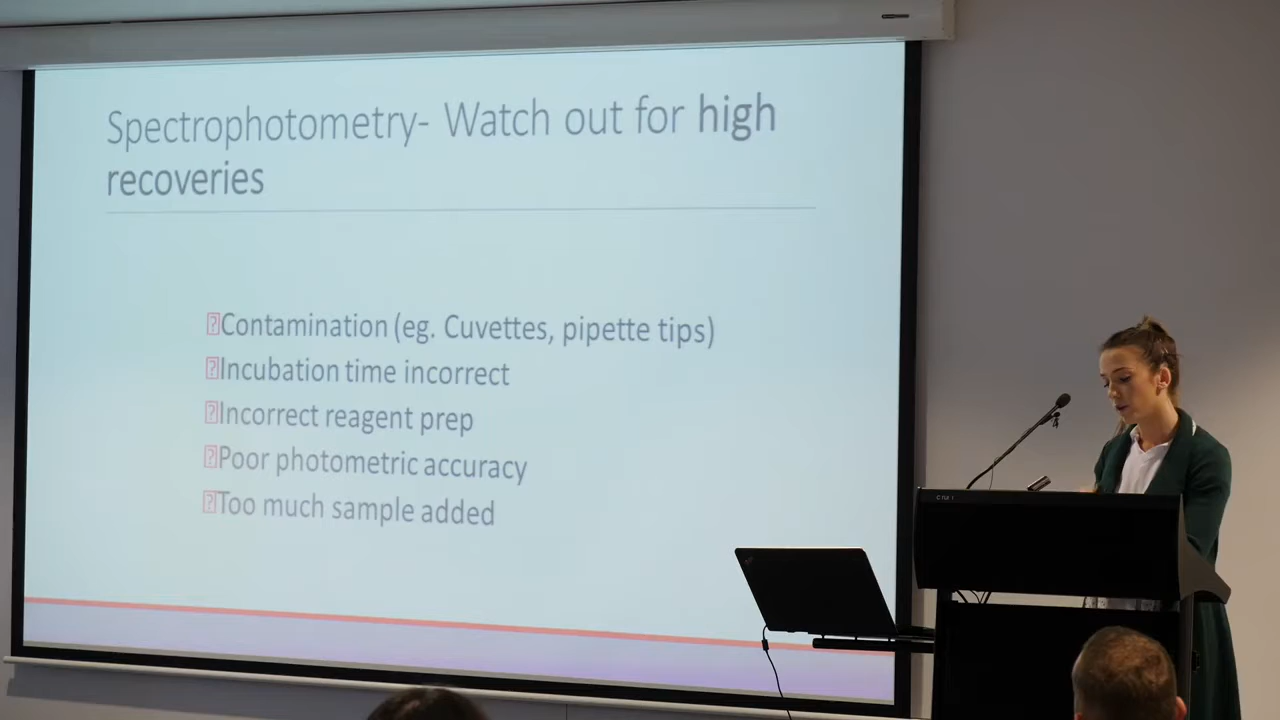 Spectrophotometry- Watch out for high
recoveries
Contamination (eg. Cuvettes, pipette tips)
Incubation time incorrect
Incorrect reagent prep
Poor photometric accuracy
Too much sample added